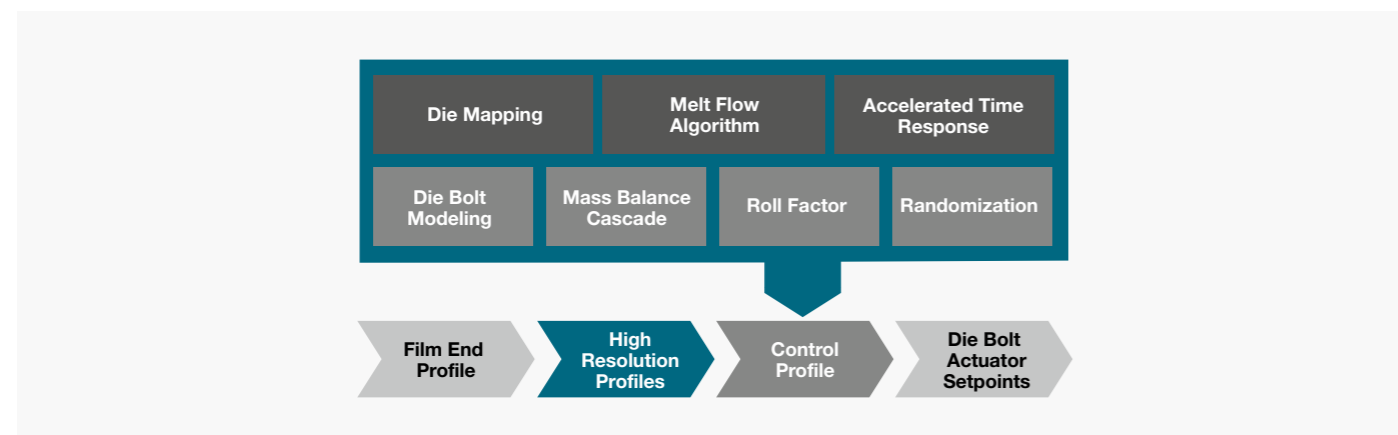 Die Mapping
Melt Flow
Algorithm
Accelerated Time
Response
Die Bolt
Modeling
Mass Balance
Cascade
Roll Factor
Randomization
Film End
Profile
High
Resolution
Profiles
Control
Profile
Die Bolt
Actuator
Setpoints